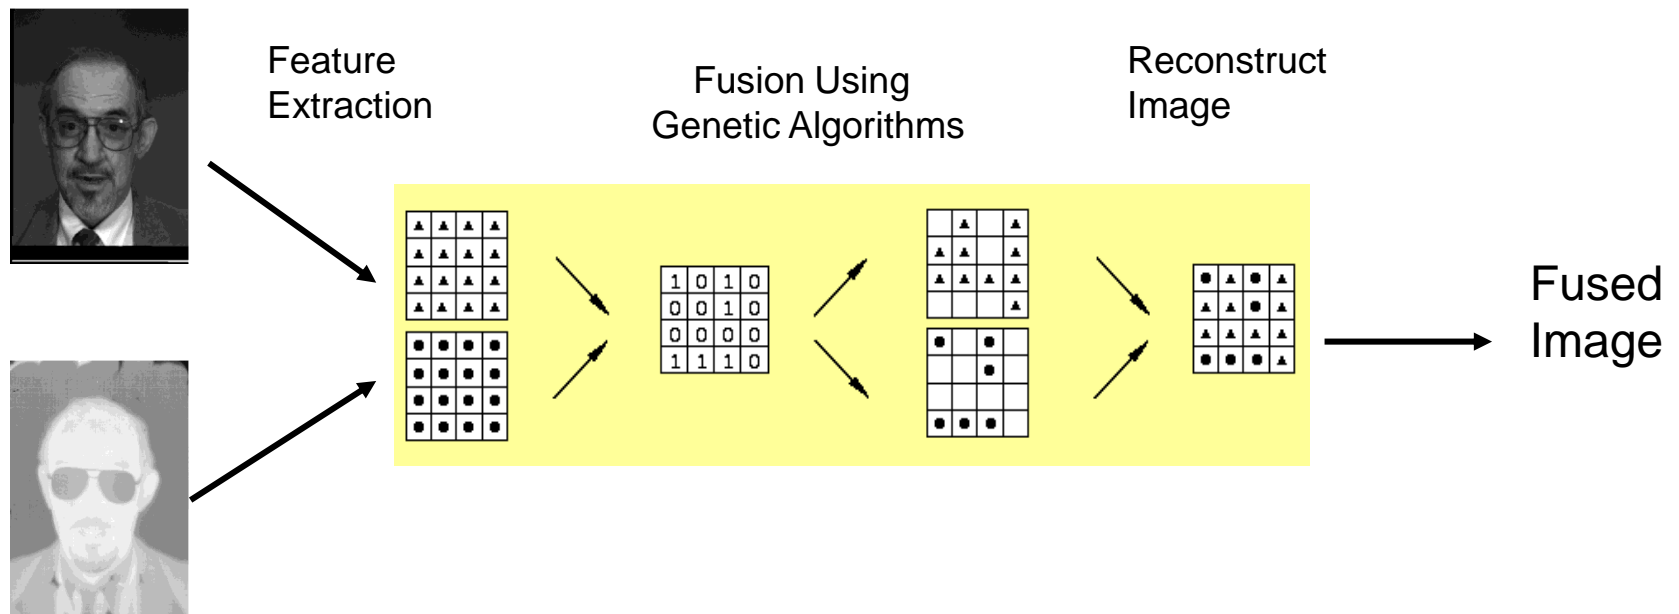 Feature
Extraction
Fusion Using
Genetic Algorithms
Reconstruct
Image
1 0 1 0
0 0 1 0
0 0 0 0
1 1 1 0
Fused
Image